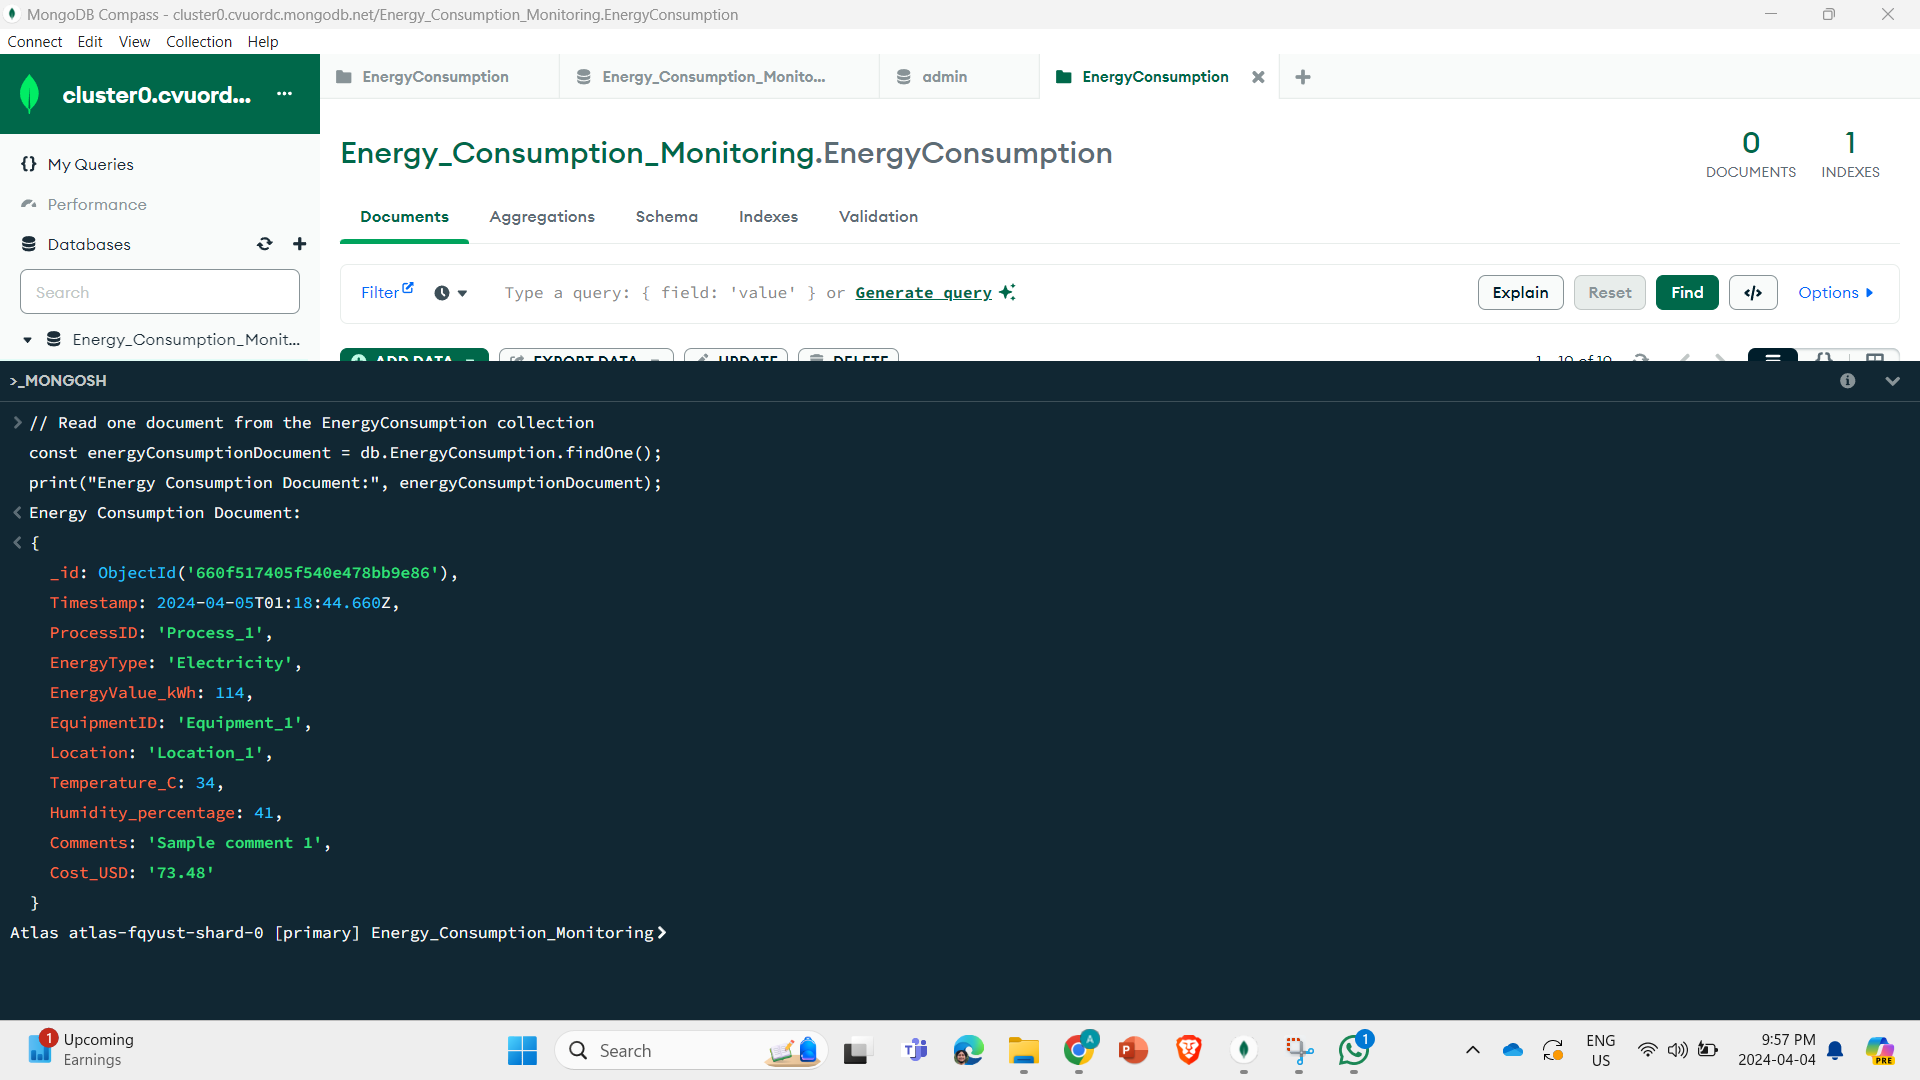 MongoDB Compass - cluster0.cvuordc.mongodb.net/Energy_Consumption_Monitoring.EnergyConsumption
Connect Edit View Collection Help
cluster0.cvuord... ...
EnergyConsumption
Energy_Consumption_Monito...
admin
EnergyConsumption
My Queries
Performance
Databases
Search
Energy_Consumption_Monit...
Energy_Consumption_Monitoring.EnergyConsumption
0
DOCUMENTS
1
INDEXES
Documents Aggregations Schema Indexes Validation
Filter
Type a query: { field: 'value' } or Generate query
Explain Reset Find </> Options
ADD DATA EXPORT DATA UPDATE DELETE
1 - 10 of 10
>_MONGOSH
> // Read one document from the EnergyConsumption collection
const energyConsumptionDocument = db.EnergyConsumption.findOne();
print("Energy Consumption Document:", energyConsumptionDocument);
< Energy Consumption Document:
< {
_id: ObjectId('660f517405f540e478bb9e86'),
Timestamp: 2024-04-05T01:18:44.660Z,
ProcessID: 'Process_1',
EnergyType: 'Electricity',
EnergyValue_kWh: 114,
EquipmentID: 'Equipment_1',
Location: 'Location_1',
Temperature_C: 34,
Humidity_percentage: 41,
Comments: 'Sample comment 1',
Cost_USD: '73.48'
}
Atlas atlas-fqyust-shard-0 [primary] Energy_Consumption_Monitoring>
1
Upcoming
Earnings
Search
A
1
ENG
US
9:57 PM
2024-04-04
PRE